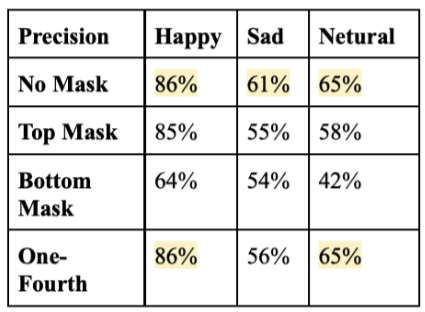 Precision Happy Sad Netural
No Mask 86% 61% 65%
Top Mask 85% 55% 58%
Bottom 64% 54% 42%
Mask
One- 86% 56% 65%
Fourth